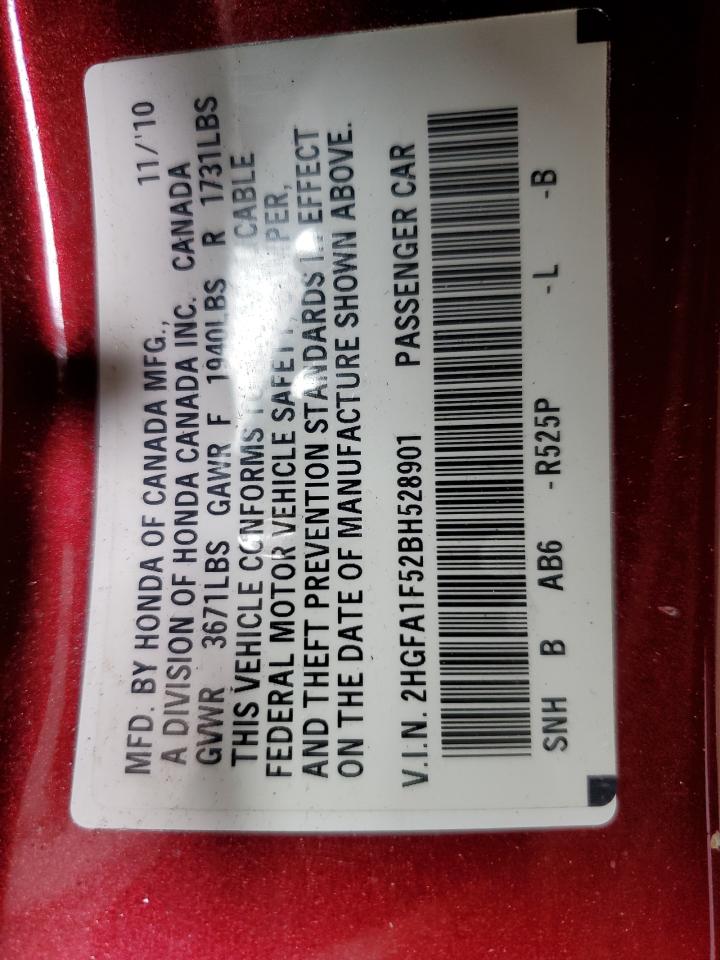 MFD. BY HONDA OF CANADA MFG., 11/'10
A DIVISION OF HONDA CANADA INC. CANADA
GVWR 3671LBS GAWR F 1940LBS R 1731LBS
THIS VEHICLE CONFORMS CABLE
FEDERAL MOTOR VEHICLE SAFETY, PER,
AND THEFT PREVENTION STANDARDS IN EFFECT
ON THE DATE OF MANUFACTURE SHOWN ABOVE.
V.I.N. 2HGFA1F52BH528901 PASSENGER CAR
SNH B AB6 -R525P -L -B